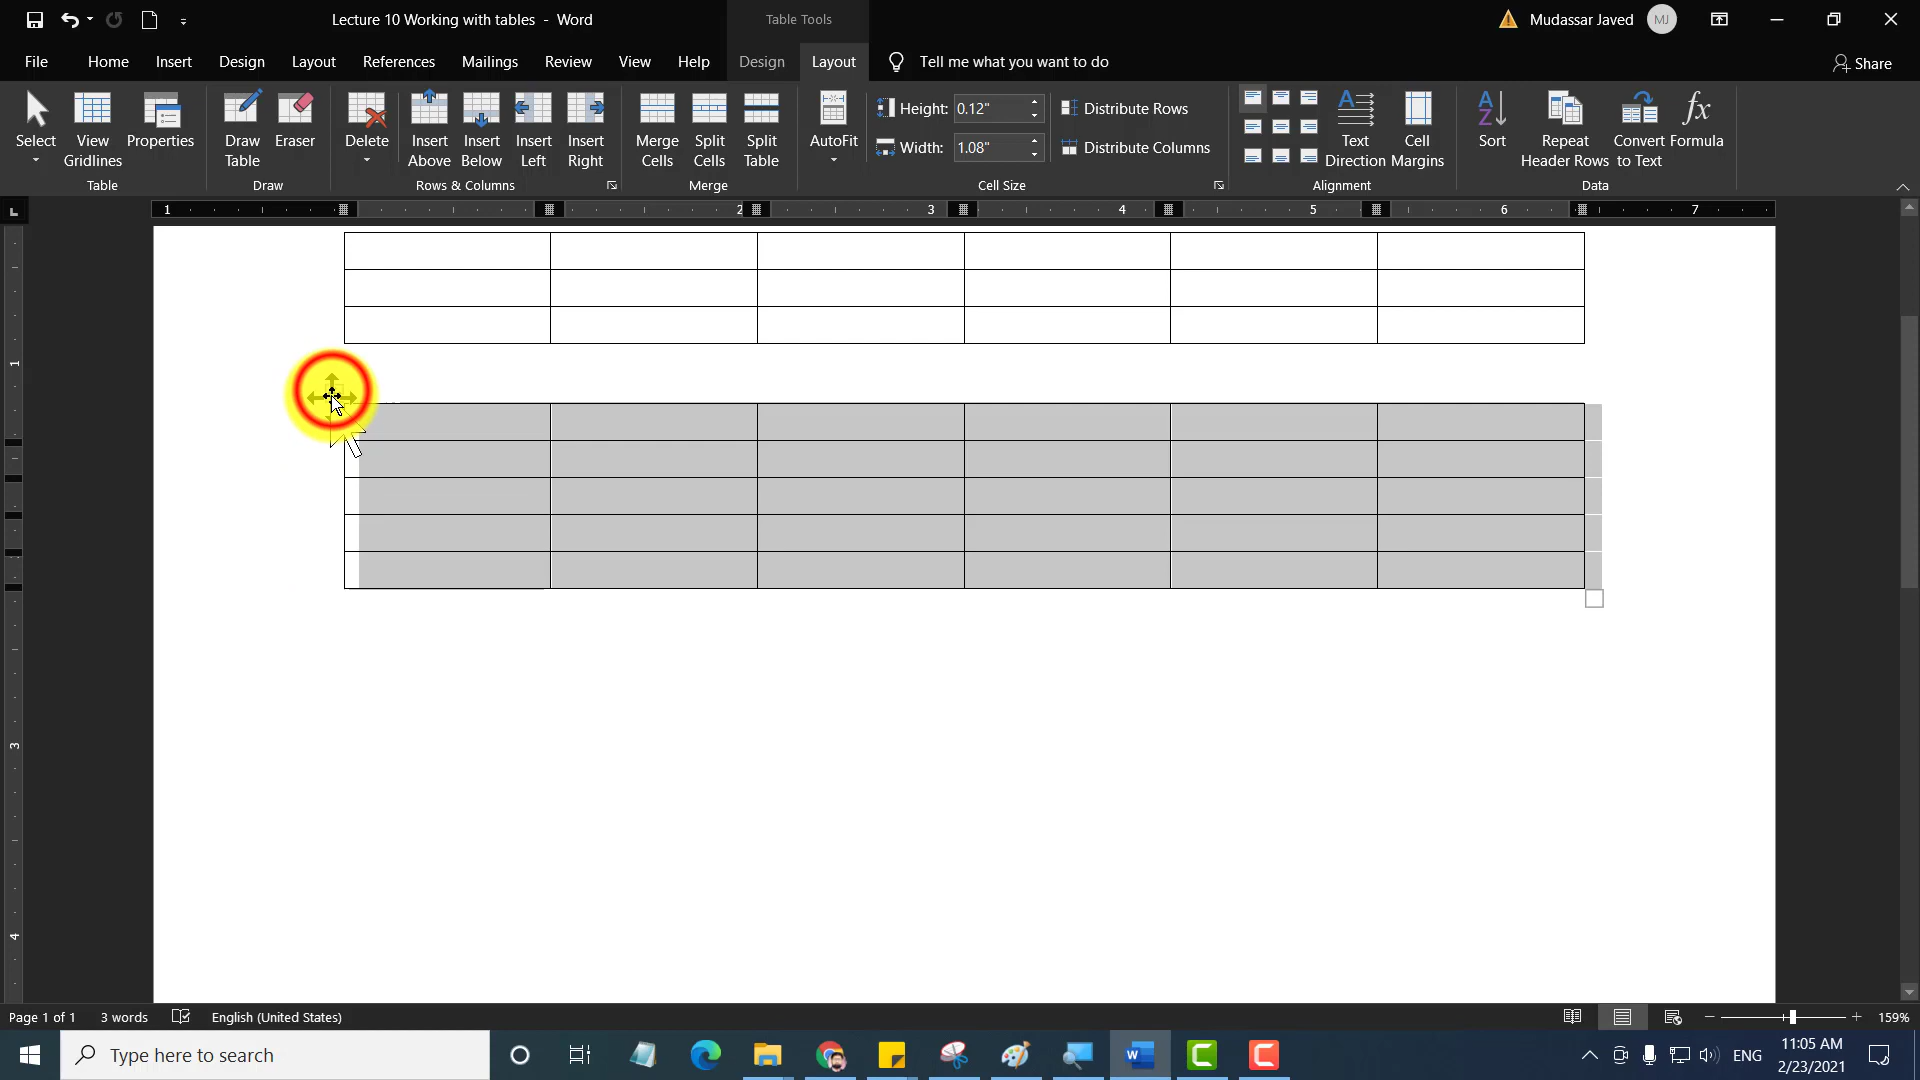 Lecture 10 Working with tables - Word
Table Tools
Mudassar Javed
MJ
File
Home
Insert
Design
Layout
References
Mailings
Review
View
Help
Design
Layout
Tell me what you want to do
Share
Select
View Gridlines
Properties
Draw Table
Eraser
Delete
Insert Above
Insert Below
Insert Left
Insert Right
Merge Cells
Split Cells
Split Table
AutoFit
Height: 0.12"
Width: 1.08"
Distribute Rows
Distribute Columns
Text Direction
Cell Margins
Sort
Repeat Header Rows
Convert to Text
Formula
Table
Draw
Rows & Columns
Merge
Cell Size
Alignment
Data
L
1 2 3 4 5 6 7
1
3
4
Page 1 of 1
3 words
English (United States)
159%
Type here to search
ENG
11:05 AM
2/23/2021